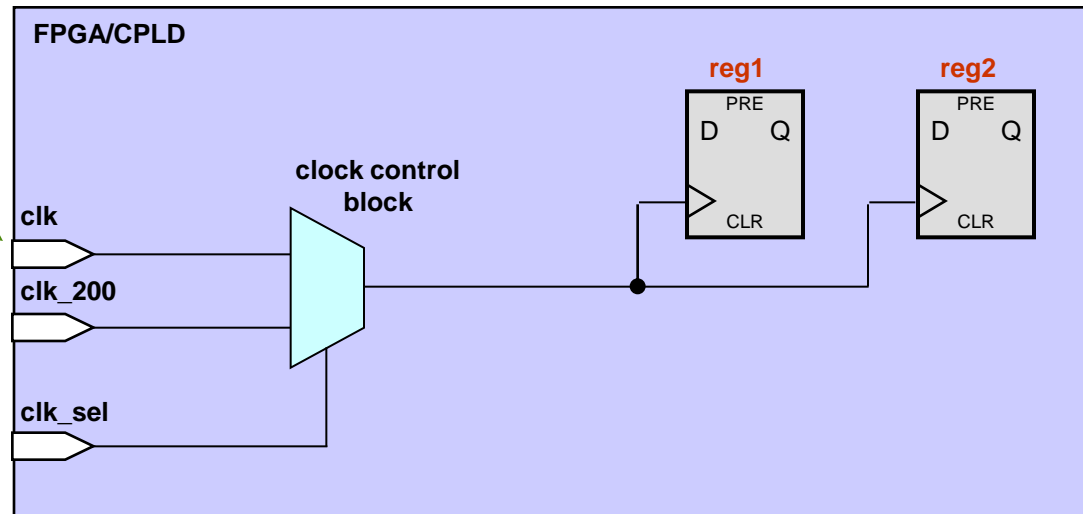 FPGA/CPLD
reg1
PRE
D Q
CLR
reg2
PRE
D Q
CLR
clock control
block
clk
clk_200
clk_sel